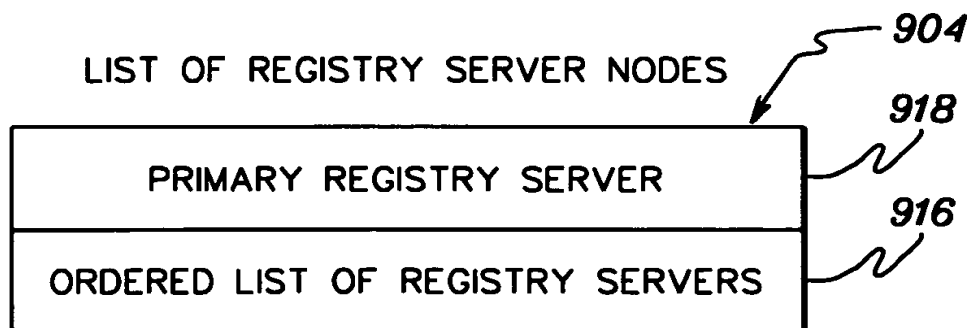 904
LIST OF REGISTRY SERVER NODES
918
PRIMARY REGISTRY SERVER
916
ORDERED LIST OF REGISTRY SERVERS